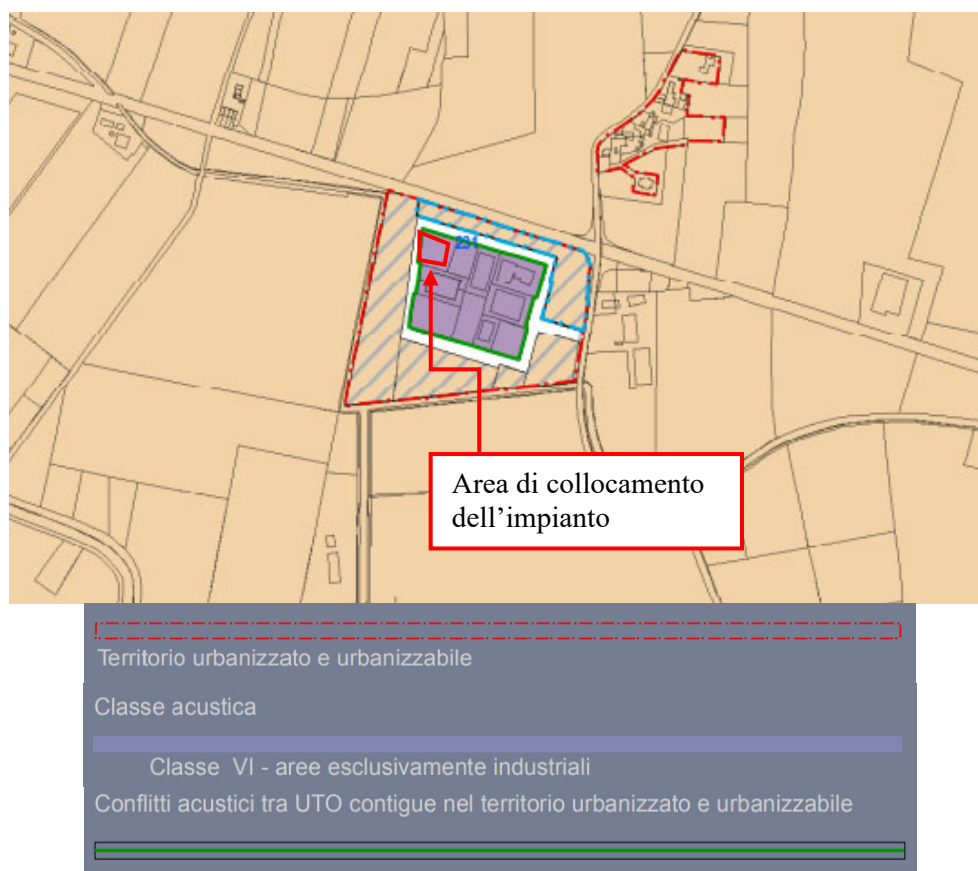 Area di collocamento
dell'impianto
Territorio urbanizzato e urbanizzabile
Classe acustica
Classe VI - aree esclusivamente industriali
Conflitti acustici tra UTO contigue nel territorio urbanizzato e urbanizzabile